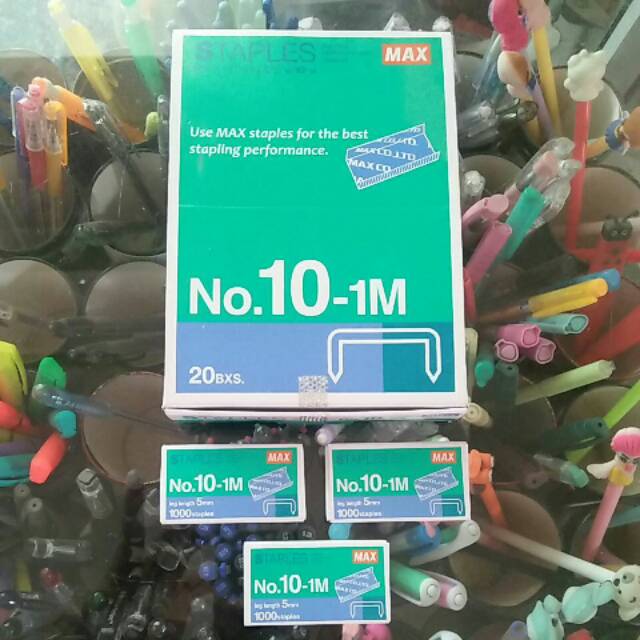 STAPLES
MAX
Use MAX staples for the best
stapling performance.
MAX CO.,LTD.
No.10-1M
20BXS.
STAPLES
MAX
No.10-1M
leg length 5mm
1000staples
STAPLES
MAX
No.10-1M
leg length 5mm
1000staples
STAPLES
MAX
No.10-1M
leg length 5mm
1000staples